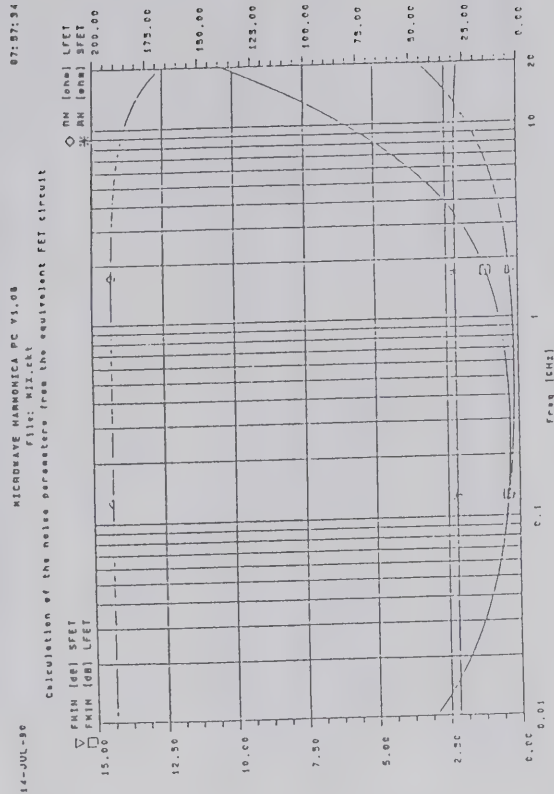 14-JUL-90 MICROWAVE HARMONICA PC V1.08 07:57:34
File: MIX.ckt
Calculation of the noise parameters from the equivalent FET circuit
▽ FMIN [dB] SFET
□ FMIN [dB] LFET
◇ RN [ohm] LFET
RN [ohm] SFET
15.00
12.50
10.00
7.50
5.00
2.50
0.00
200.00
175.00
150.00
125.00
100.00
75.00
50.00
25.00
0.00
0.01
0.1
1
10
20
Freq [GHz]